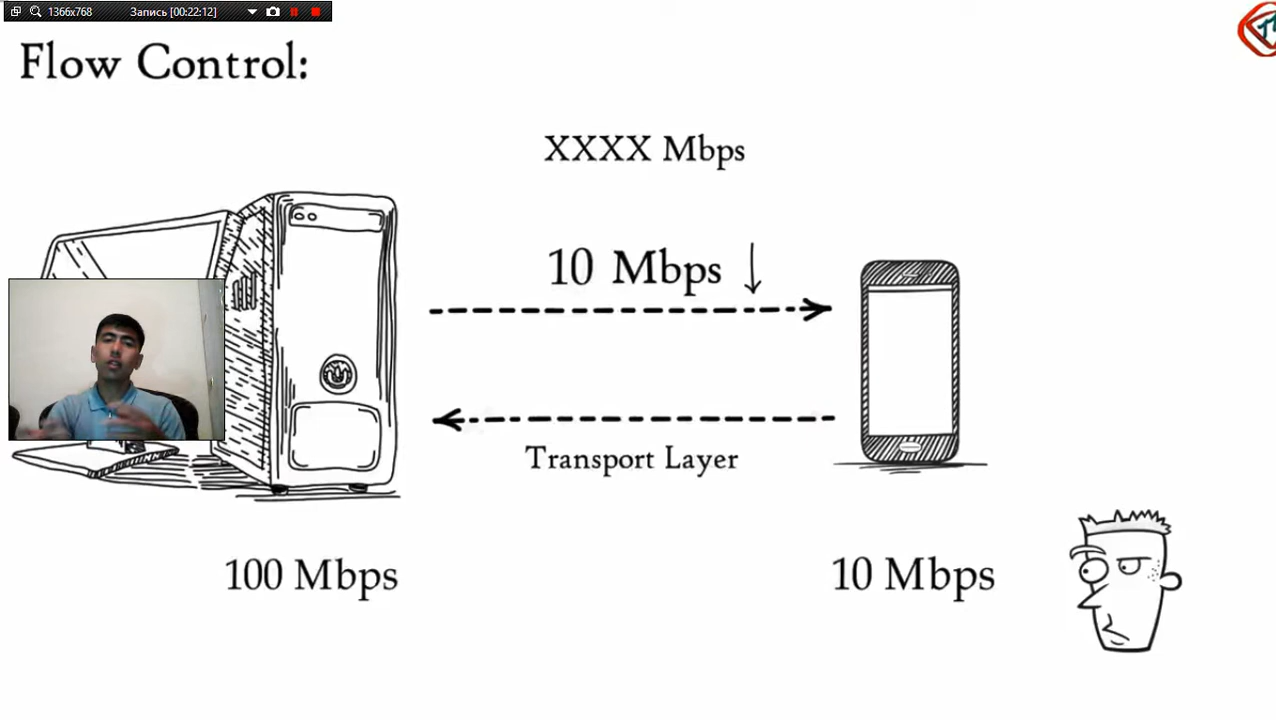 1366x768 Запись [00:22:12]
Flow Control:
XXXX Mbps
10 Mbps ↓
Transport Layer
100 Mbps
10 Mbps